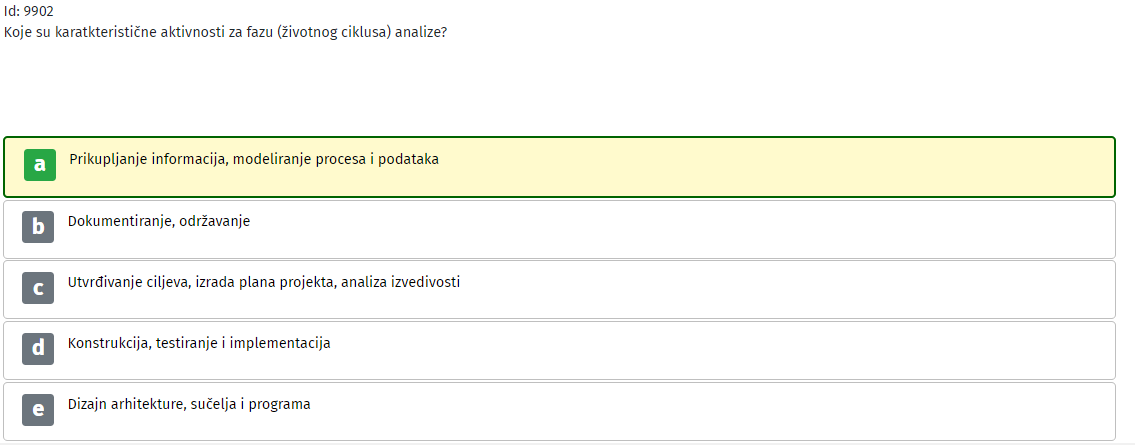 Id: 9902
Koje su karatkteristične aktivnosti za fazu (životnog ciklusa) analize?
a Prikupljanje informacija, modeliranje procesa i podataka
b Dokumentiranje, održavanje
c Utvrđivanje ciljeva, izrada plana projekta, analiza izvedivosti
d Konstrukcija, testiranje i implementacija
e Dizajn arhitekture, sučelja i programa